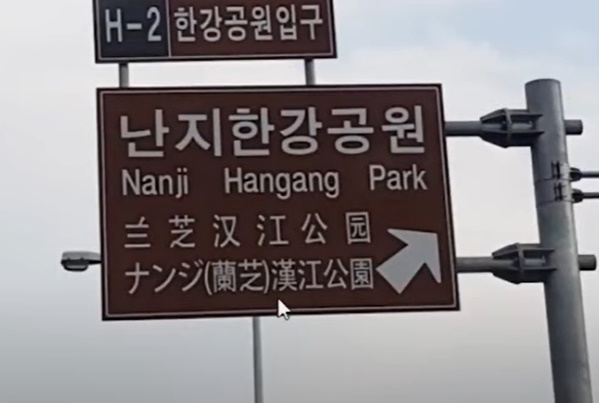 H-2 한강공원입구
난지한강공원
Nanji Hangang Park
兰芝汉江公园
ナンジ(蘭芝)漢江公園